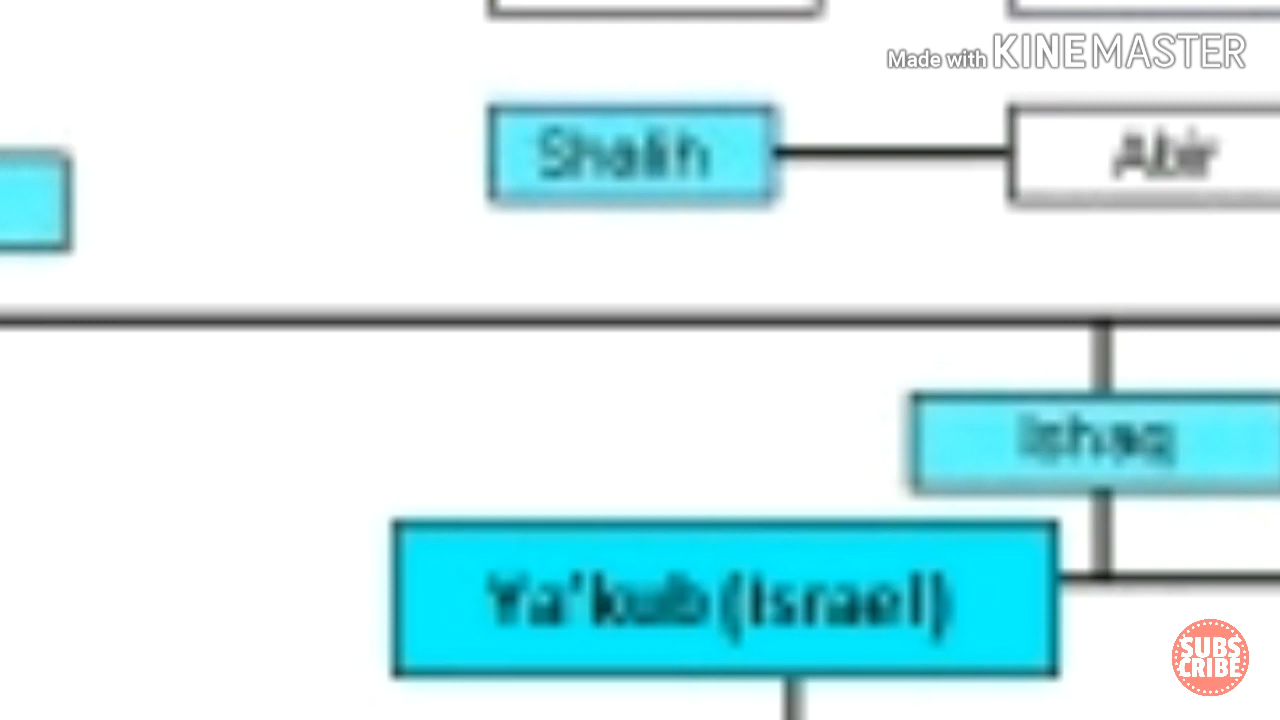 Made with KINEMASTER
Shalih
Abir
Ishaq
Ya'kub (Israel)
SUBS
CRIBE